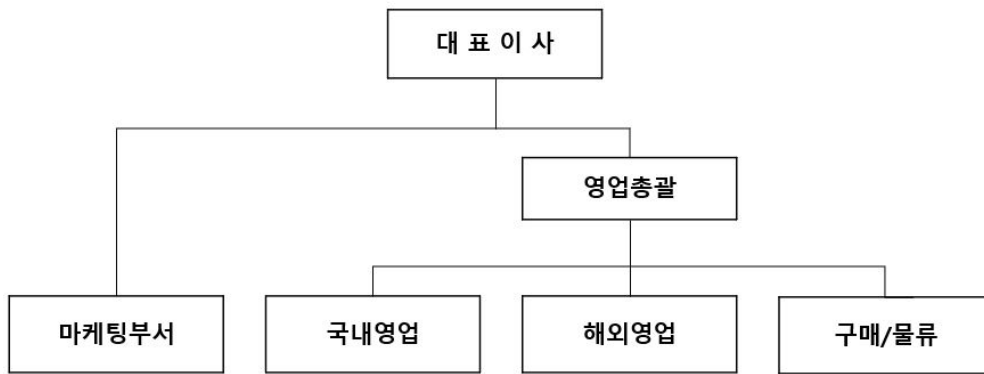 대 표 이 사
영업총괄
마케팅부서
국내영업
해외영업
구매/물류